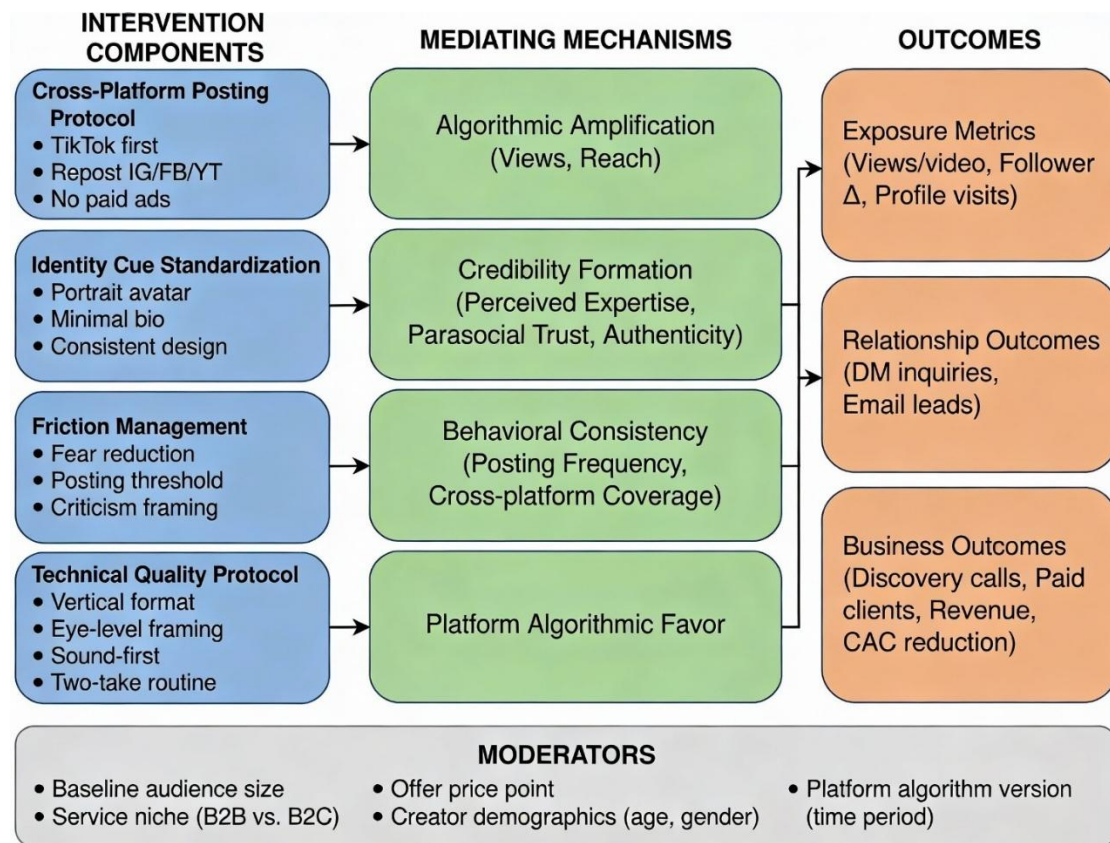 INTERVENTION
COMPONENTS
MEDIATING MECHANISMS
OUTCOMES
Cross-Platform Posting
Protocol
• TikTok first
• Repost IG/FB/YT
• No paid ads
Algorithmic Amplification
(Views, Reach)
Identity Cue Standardization
• Portrait avatar
• Minimal bio
• Consistent design
Credibility Formation
(Perceived Expertise,
Parasocial Trust, Authenticity)
Friction Management
• Fear reduction
• Posting threshold
• Criticism framing
Behavioral Consistency
(Posting Frequency,
Cross-platform Coverage)
Technical Quality Protocol
• Vertical format
• Eye-level framing
• Sound-first
• Two-take routine
Platform Algorithmic Favor
Exposure Metrics
(Views/video, Follower
Δ, Profile visits)
Relationship Outcomes
(DM inquiries,
Email leads)
Business Outcomes
(Discovery calls, Paid
clients, Revenue,
CAC reduction)
MODERATORS
• Baseline audience size
• Service niche (B2B vs. B2C)
• Offer price point
• Creator demographics (age, gender)
• Platform algorithm version
(time period)